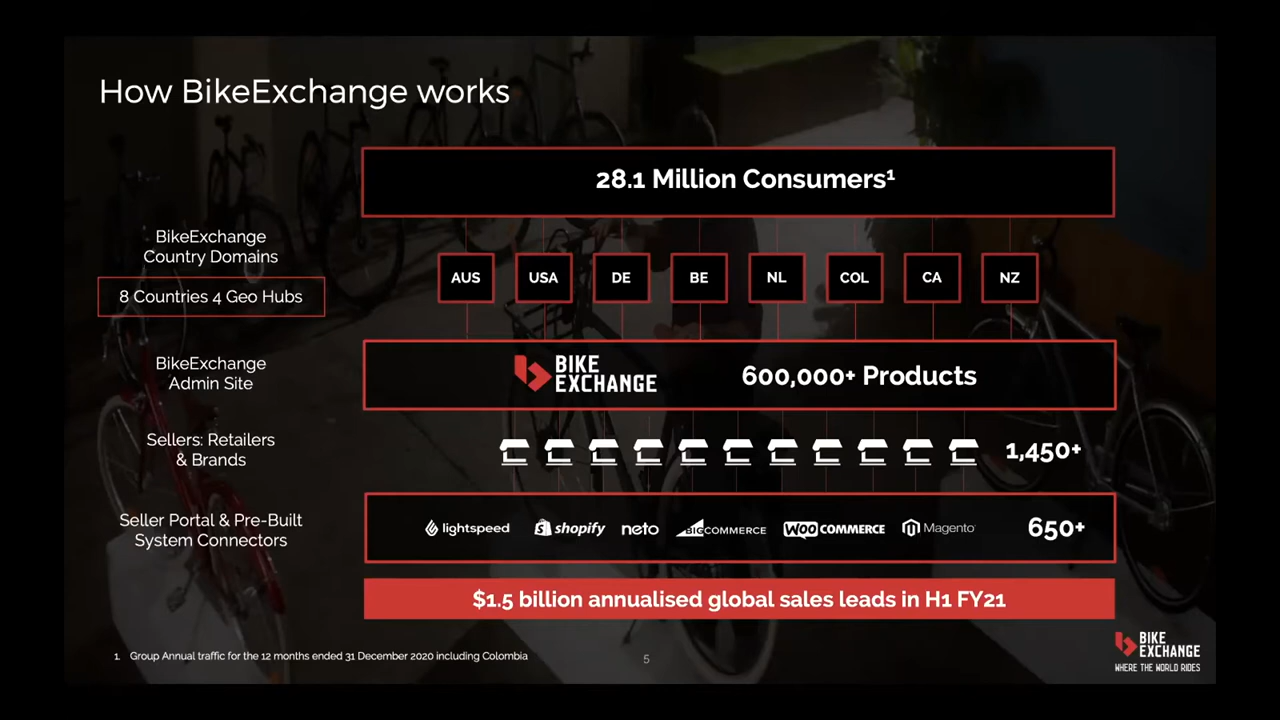 How BikeExchange works
28.1 Million Consumers¹
BikeExchange
Country Domains
8 Countries 4 Geo Hubs
AUS USA DE BE NL COL CA NZ
BikeExchange
Admin Site
BIKE
EXCHANGE
600,000+ Products
Sellers: Retailers
& Brands
1,450+
Seller Portal & Pre-Built
System Connectors
lightspeed shopify neto BIGCOMMERCE WOO COMMERCE Magento 650+
$1.5 billion annualised global sales leads in H1 FY21
1. Group Annual traffic for the 12 months ended 31 December 2020 including Colombia
5
BIKE
EXCHANGE
WHERE THE WORLD RIDES